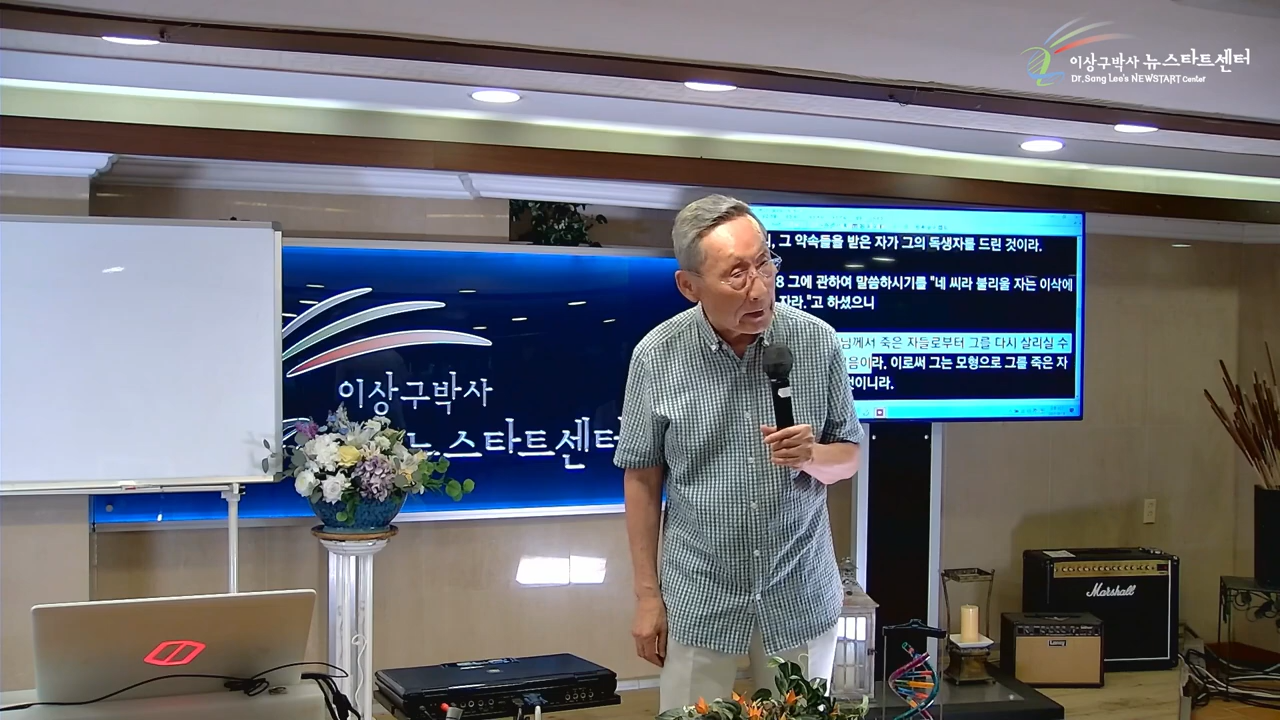 이상구박사 뉴스타트센터
Dr. Sang Lee's NEWSTART Center
그 약속들을 받은 자가 그의 독생자를 드린 것이라.
8 그에 관하여 말씀하시기를 "네 씨라 불리울 자는 이삭에
자라."고 하셨으니
님께서 죽은 자들로부터 그를 다시 살리실 수
음이라. 이로써 그는 모형으로 그를 죽은 자
것이니라.
이상구박사
뉴스타트센터
Marshall
Laney